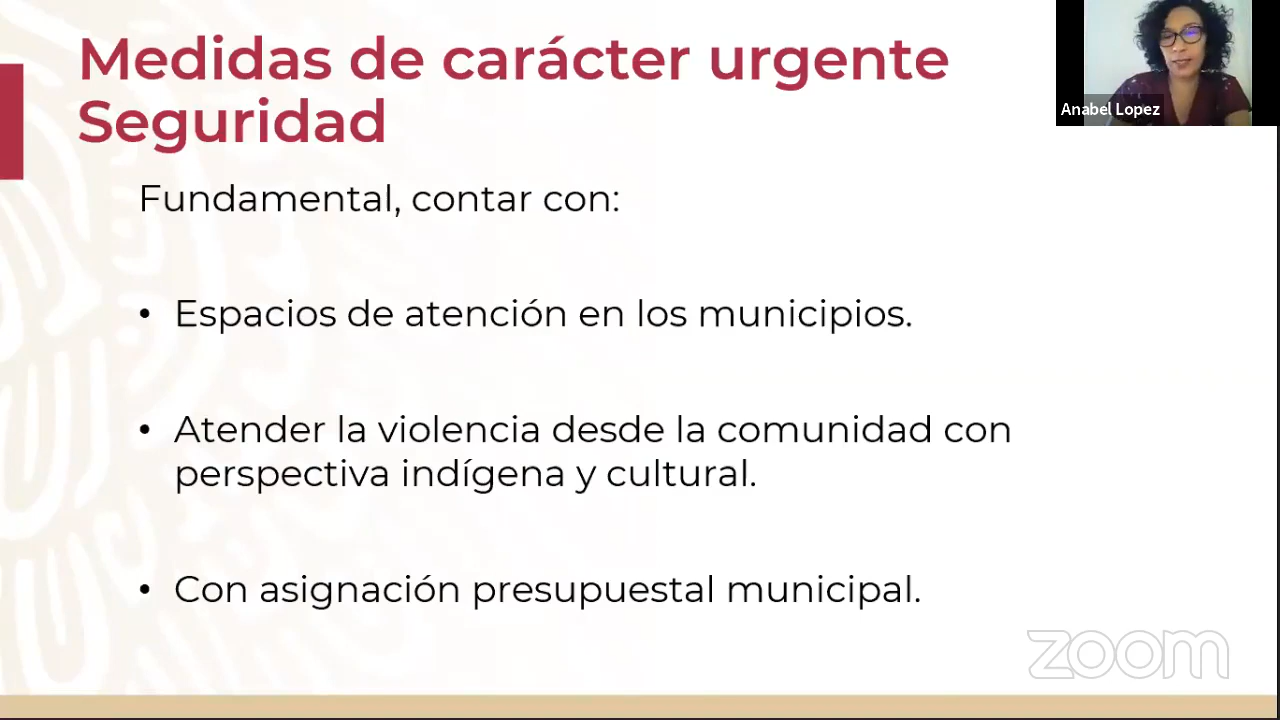 Medidas de carácter urgente
Seguridad
Anabel Lopez
Fundamental, contar con:
• Espacios de atención en los municipios.
• Atender la violencia desde la comunidad con
perspectiva indígena y cultural.
• Con asignación presupuestal municipal.
zoom